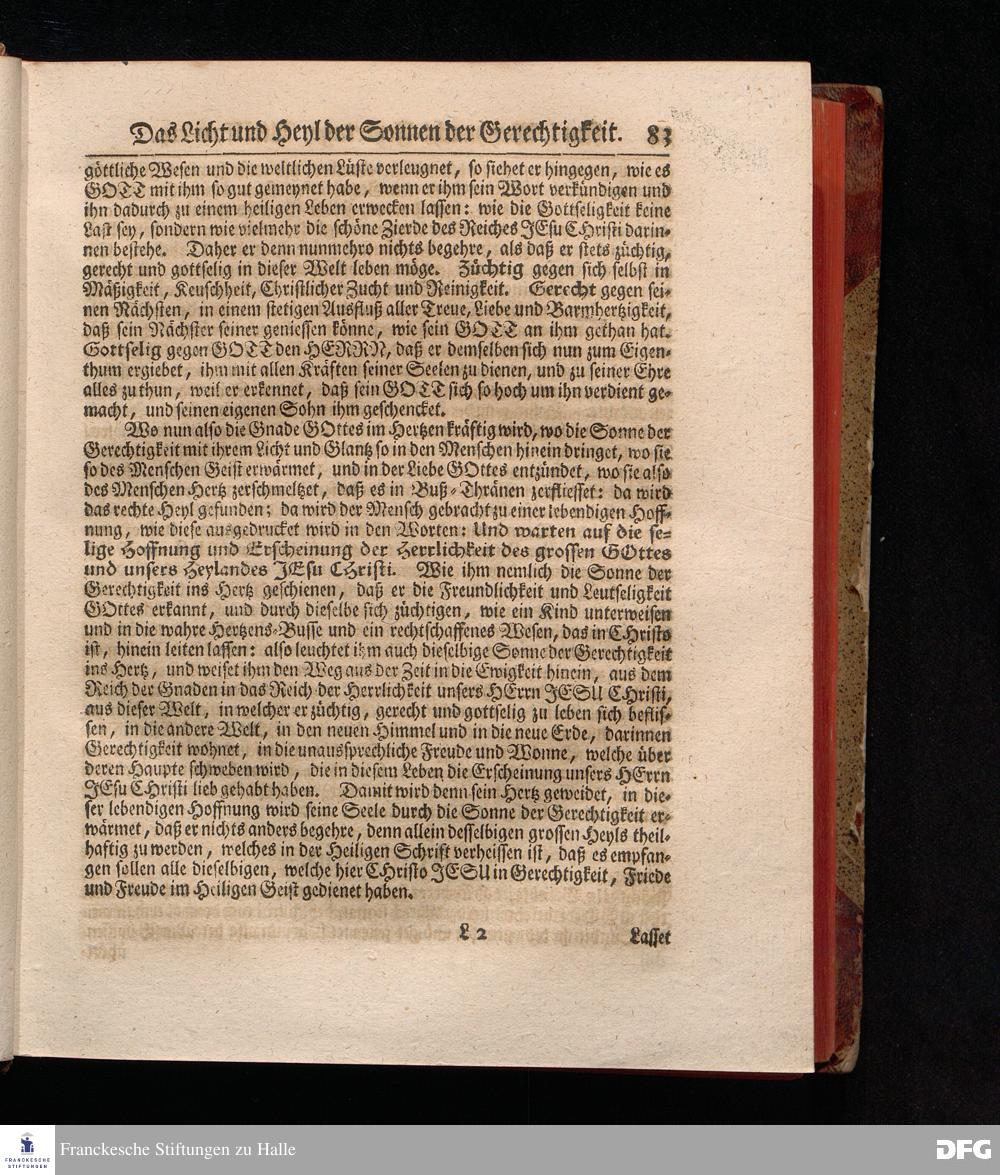 Das Licht und Heyl der Sonnen der Gerechtigkeit. 83
göttliche Wesen und die weltlichen Lüste verleugnet, so siehet er hingegen, wie es
GOTT mit ihm so gut gemeynet habe, wenn er ihm sein Wort verkündigen und
ihn dadurch zu einem heiligen Leben erwecken lassen: wie die Gottseligkeit keine
Last sey, sondern wie vielmehr die schöne Zierde des Reiches JEsu CHristi darin-
nen bestehe. Daher er denn nunmehro nichts begehre, als daß er stets züchtig,
gerecht und gottselig in dieser Welt leben möge. Züchtig gegen sich selbst in
Mäßigkeit, Keuschheit, Christlicher Zucht und Reinigkeit. Gerecht gegen sei-
nen Nächsten, in einem stetigen Ausfluß aller Treue, Liebe und Barmhertzigkeit,
daß sein Nächster seiner geniessen könne, wie sein GOTT an ihm gethan hat.
Gottselig gegen GOTT den HERRN, daß er demselben sich nun zum Eigen-
thum ergiebet, ihm mit allen Kräften seiner Seelen zu dienen, und zu seiner Ehre
alles zu thun, weil er erkennet, daß sein GOTT sich so hoch um ihn verdient ge-
macht, und seinen eigenen Sohn ihm geschencket.
Wo nun also die Gnade GOttes im Hertzen kräftig wird, wo die Sonne der
Gerechtigkeit mit ihrem Licht und Glantz so in den Menschen hinein dringet, wo sie
so des Menschen Geist erwärmet, und in der Liebe GOttes entzündet, wo sie also
des Menschen Hertz zerschmeltzet, daß es in Buß-Thränen zerfliesset: da wird
das rechte Heyl gefunden; da wird der Mensch gebracht zu einer lebendigen Hoff-
nung, wie diese ausgedrucket wird in den Worten: Und warten auf die se-
lige Hoffnung und Erscheinung der Herrlichkeit des grossen GOttes
und unsers Heylandes JEsu CHristi. Wie ihm nemlich die Sonne der
Gerechtigkeit ins Hertz geschienen, daß er die Freundlichkeit und Leutseligkeit
GOttes erkannt, und durch dieselbe sich züchtigen, wie ein Kind unterweisen
und in die wahre Hertzens-Busse und ein rechtschaffenes Wesen, das in CHristo
ist, hinein leiten lassen: also leuchtet ihm auch dieselbige Sonne der Gerechtigkeit
ins Hertz, und weiset ihm den Weg aus der Zeit in die Ewigkeit hinein, aus dem
Reich der Gnaden in das Reich der Herrlichkeit unsers HErrn JESU CHristi,
aus dieser Welt, in welcher er züchtig, gerecht und gottselig zu leben sich beflis-
sen, in die andere Welt, in den neuen Himmel und in die neue Erde, darinnen
Gerechtigkeit wohnet, in die unaussprechliche Freude und Wonne, welche über
deren Haupte schweben wird, die in diesem Leben die Erscheinung unsers HErrn
JEsu CHristi lieb gehabt haben. Damit wird denn sein Hertz geweidet, in die-
ser lebendigen Hoffnung wird seine Seele durch die Sonne der Gerechtigkeit er-
wärmet, daß er nichts anders begehre, denn allein desselbigen grossen Heyls theil-
haftig zu werden, welches in der Heiligen Schrift verheissen ist, daß es empfan-
gen sollen alle dieselbigen, welche hier CHristo JESU in Gerechtigkeit, Friede
und Freude im Heiligen Geist gedienet haben.
L 2 Lasset
FRANCKESCHE
STIFTUNGEN
Franckesche Stiftungen zu Halle
DFG